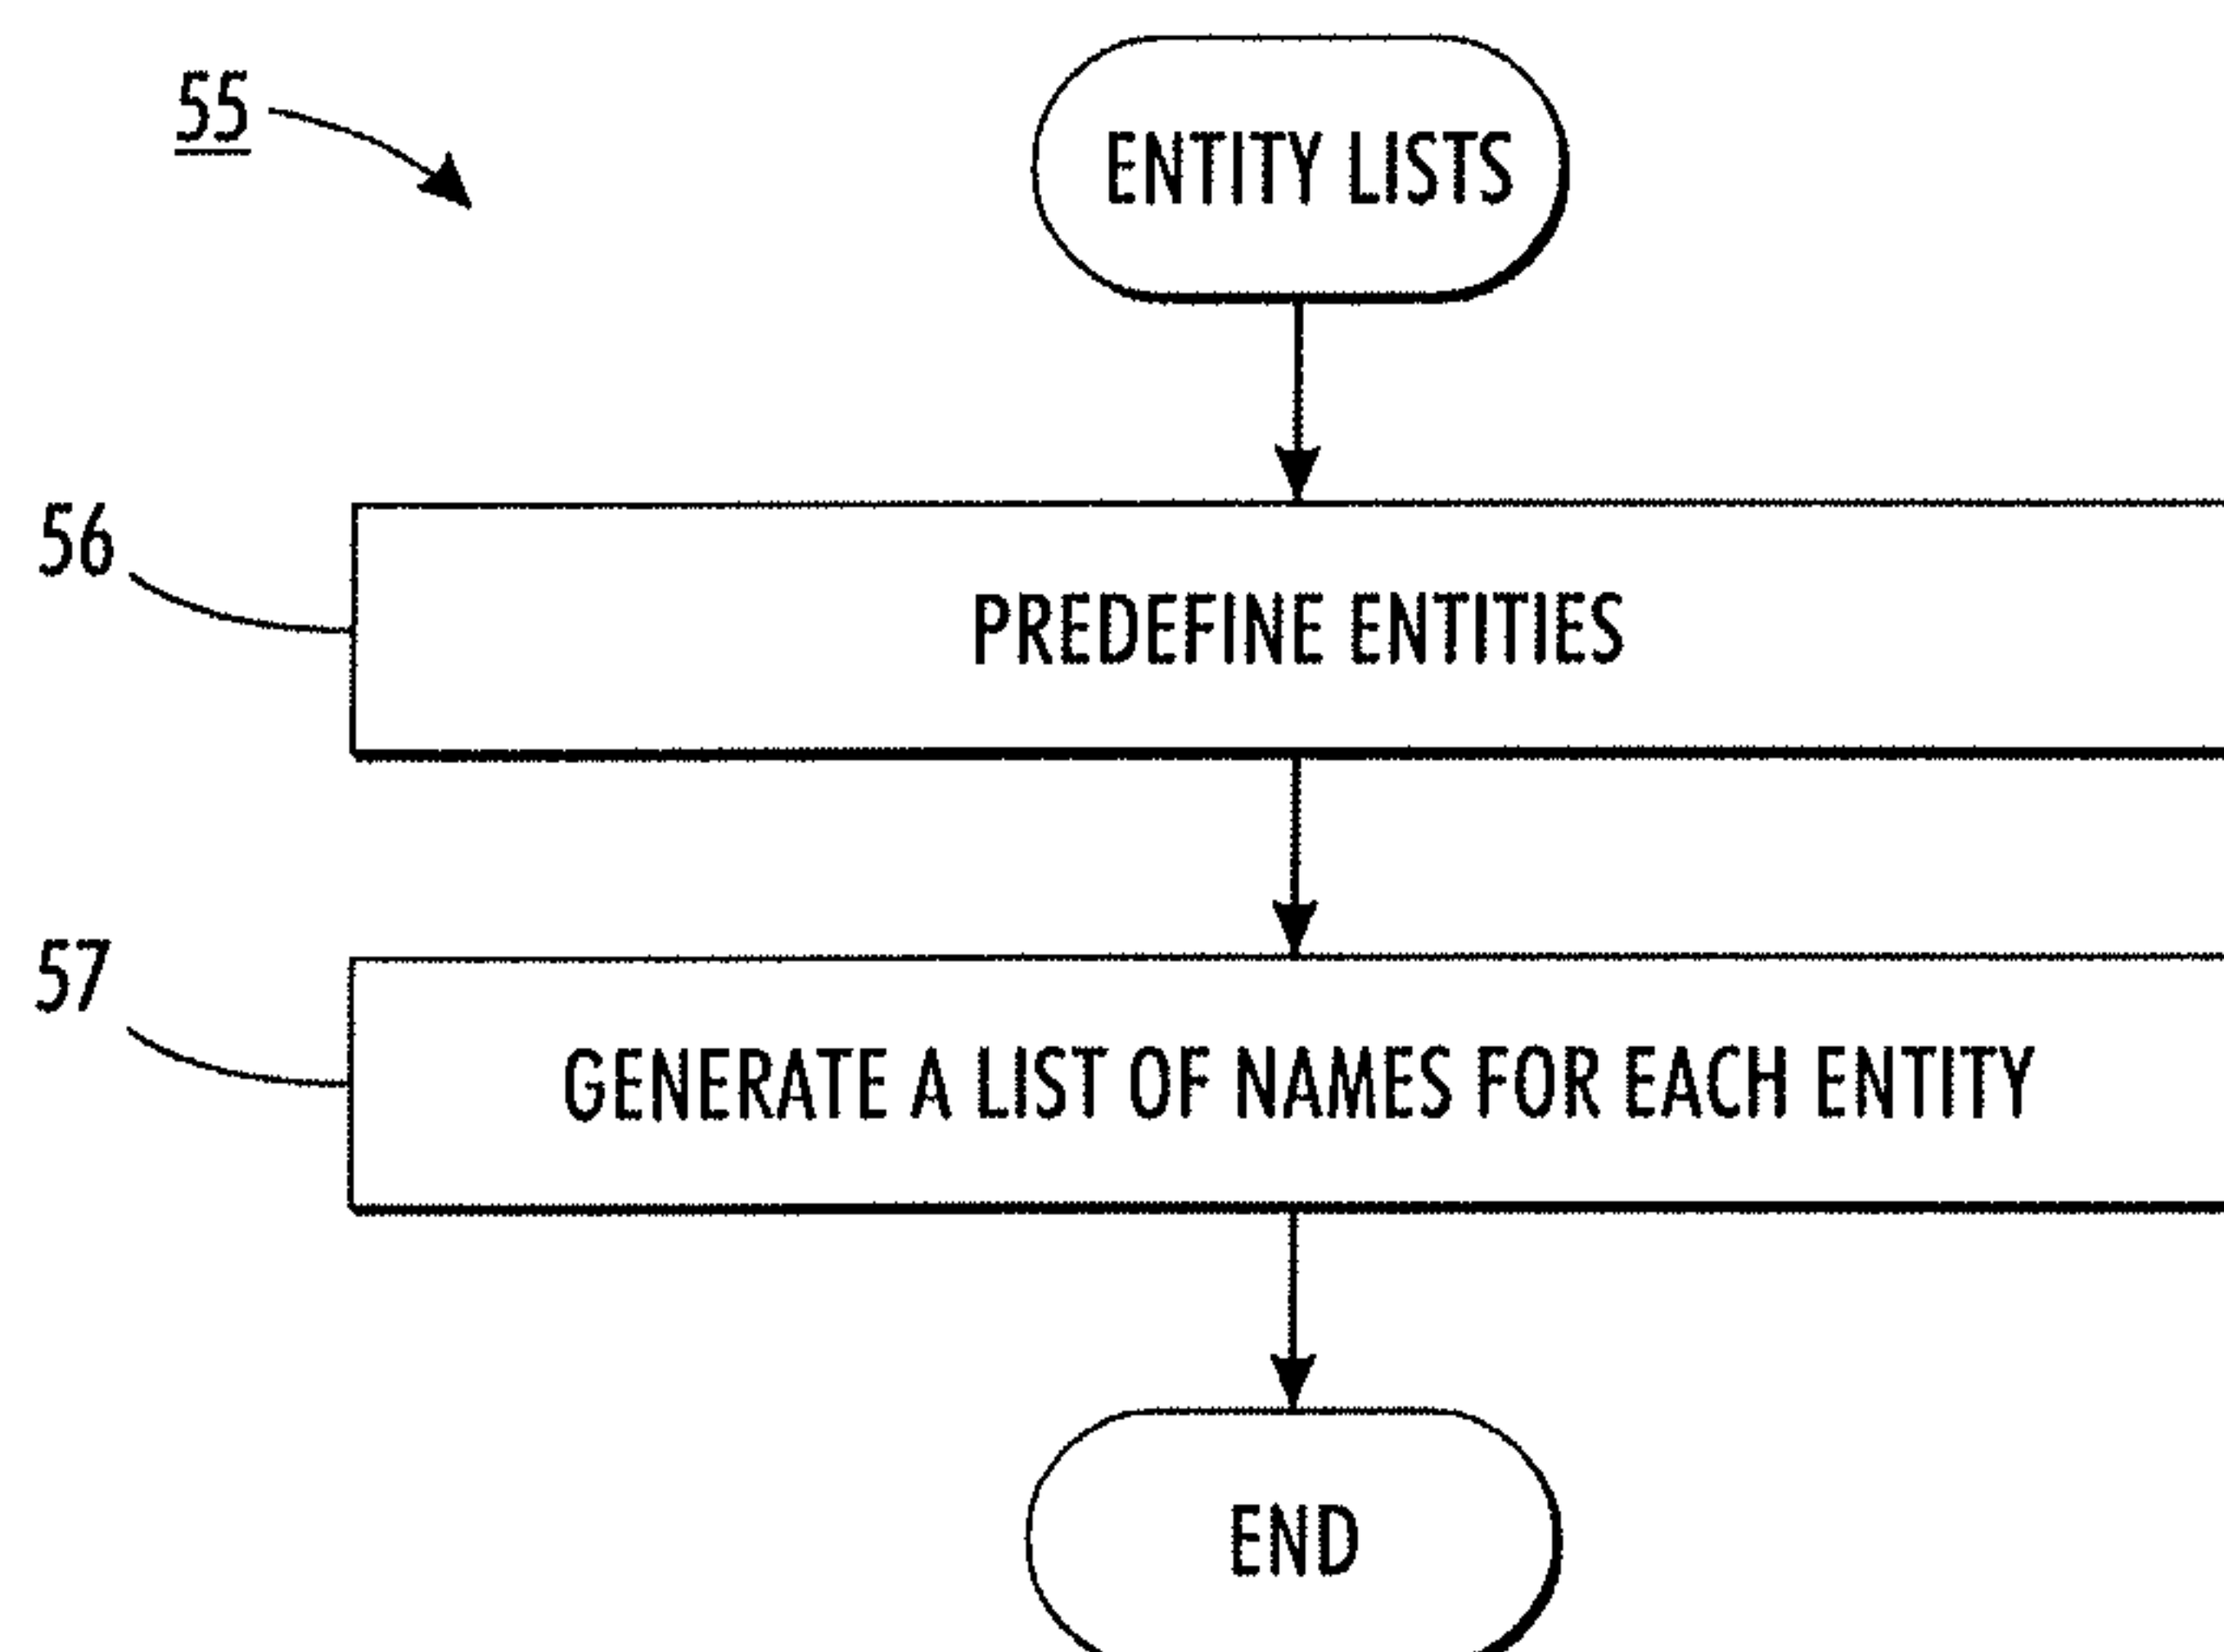 55
ENTITY LISTS
56
PREDEFINE ENTITIES
57
GENERATE A LIST OF NAMES FOR EACH ENTITY
END